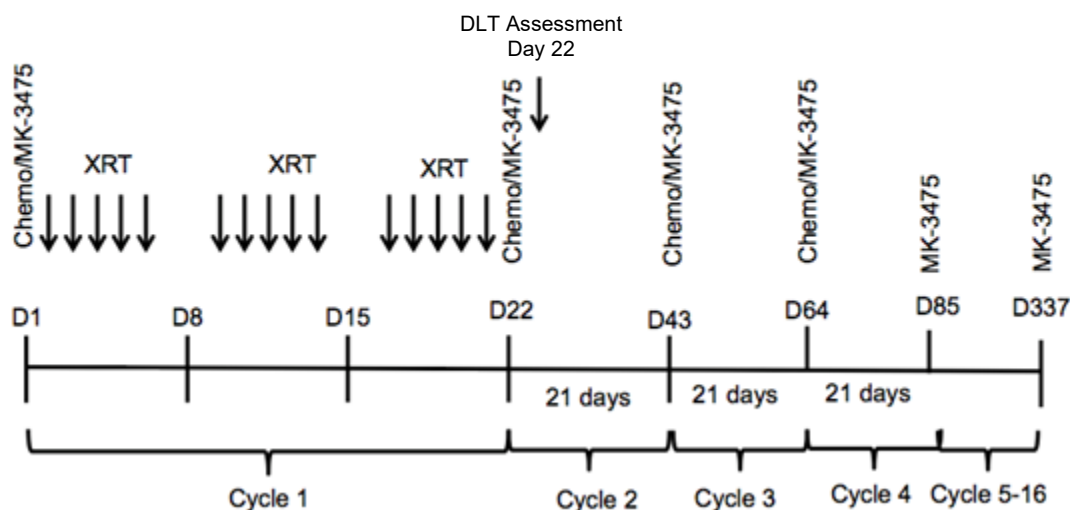 DLT Assessment
Day 22
Chemo/MK-3475
XRT
XRT
XRT
Chemo/MK-3475
Chemo/MK-3475
Chemo/MK-3475
MK-3475
MK-3475
D1
D8
D15
D22
D43
D64
D85
D337
21 days
21 days
21 days
Cycle 1
Cycle 2
Cycle 3
Cycle 4
Cycle 5-16